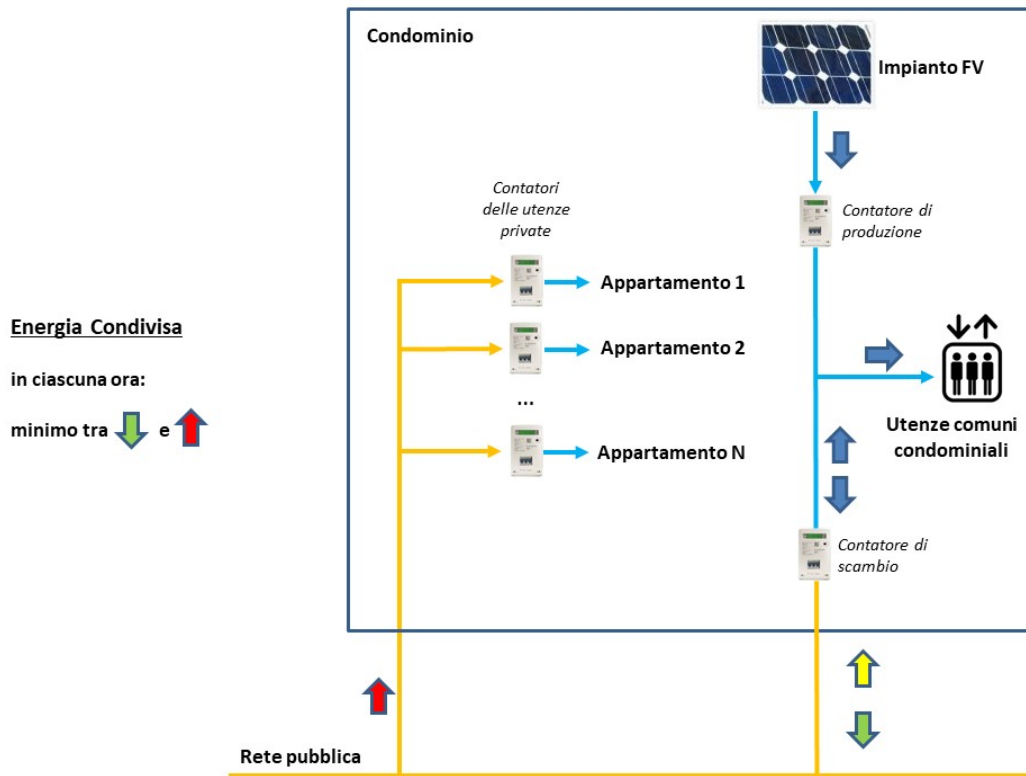 Condominio
Impianto FV
Contatori
delle utenze
private
Contatore di
produzione
Appartamento 1
Energia Condivisa
Appartamento 2
in ciascuna ora:
...
minimo tra e
Utenze comuni
condominiali
Appartamento N
Contatore di
scambio
Rete pubblica